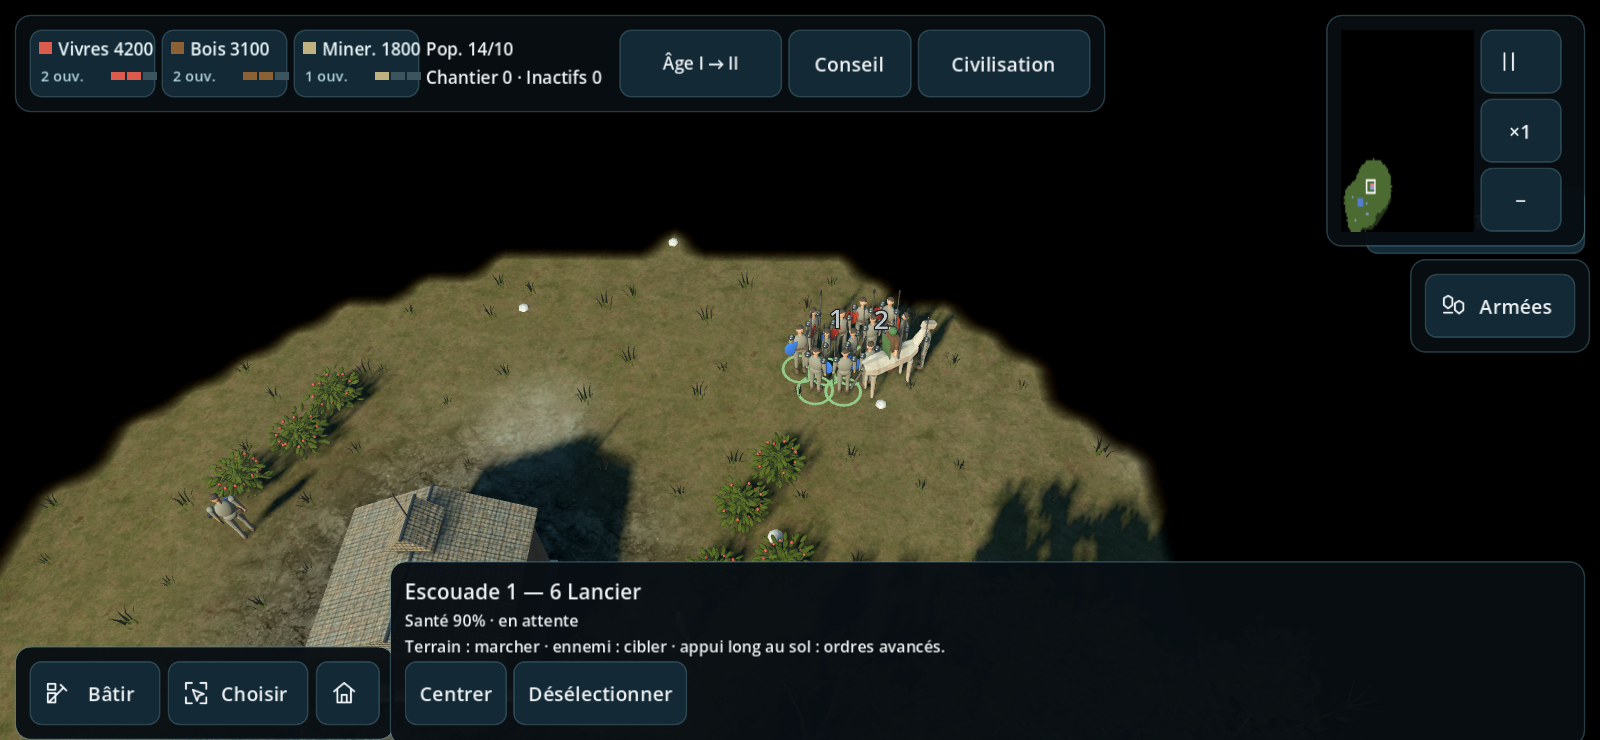 Vivres 4200
2 ouv.
Bois 3100
2 ouv.
Miner. 1800
1 ouv.
Pop. 14/10
Chantier 0 · Inactifs 0
Âge I → II
Conseil
Civilisation
||
×1
−
Armées
1
2
Escouade 1 — 6 Lancier
Santé 90% · en attente
Terrain : marcher · ennemi : cibler · appui long au sol : ordres avancés.
Bâtir
Choisir
Centrer
Désélectionner